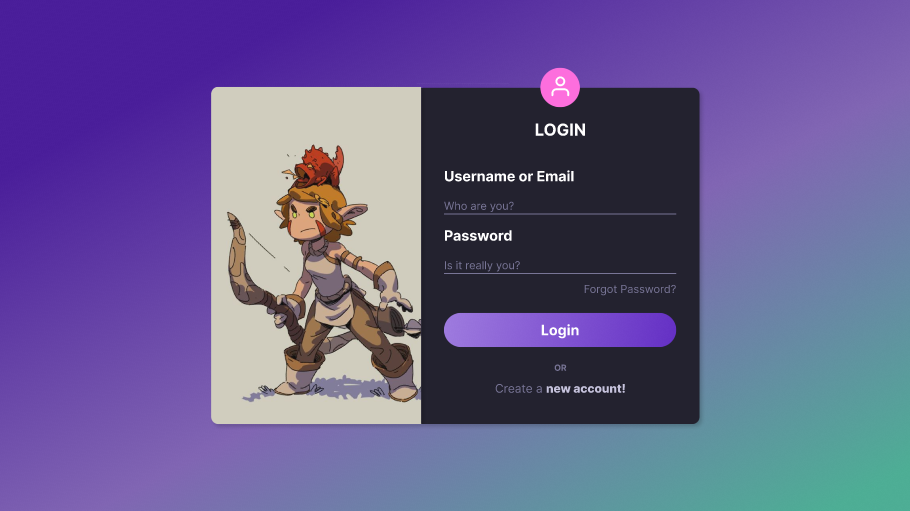 LOGIN
Username or Email
Who are you?
Password
Is it really you?
Forgot Password?
Login
OR
Create a new account!